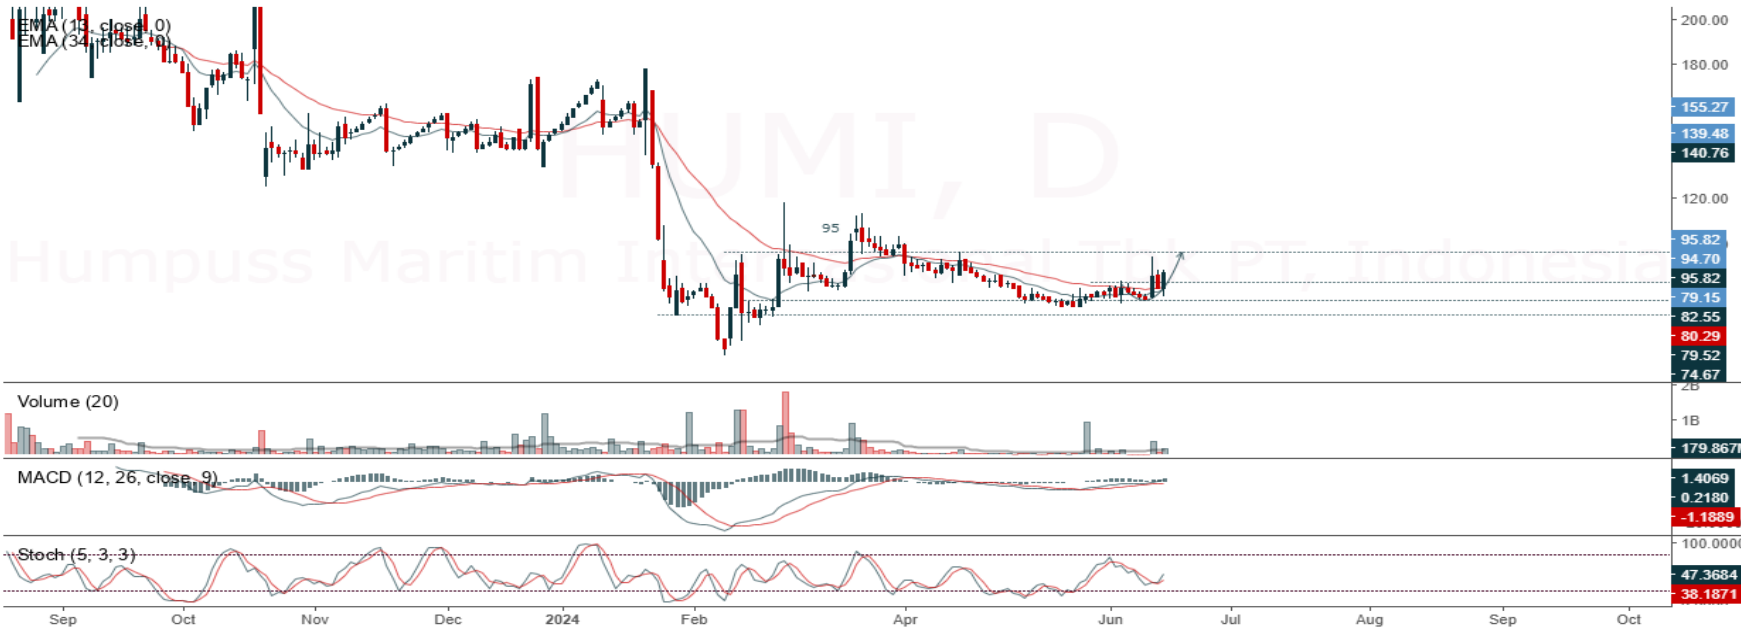 EMA (13, close, 0)
EMA (34, close, 0)
HUMI, D
Humpuss Maritim International Tbk PT, Indonesia
95
200.00
180.00
155.27
139.48
140.76
120.00
95.82
94.70
95.82
79.15
82.55
80.29
79.52
74.67
Volume (20)
2B
1B
179.867M
MACD (12, 26, close, 9)
1.4069
0.2180
-1.1889
Stoch (5, 3, 3)
100.0000
47.3684
38.1871
Sep Oct Nov Dec 2024 Feb Apr Jun Jul Aug Sep Oct